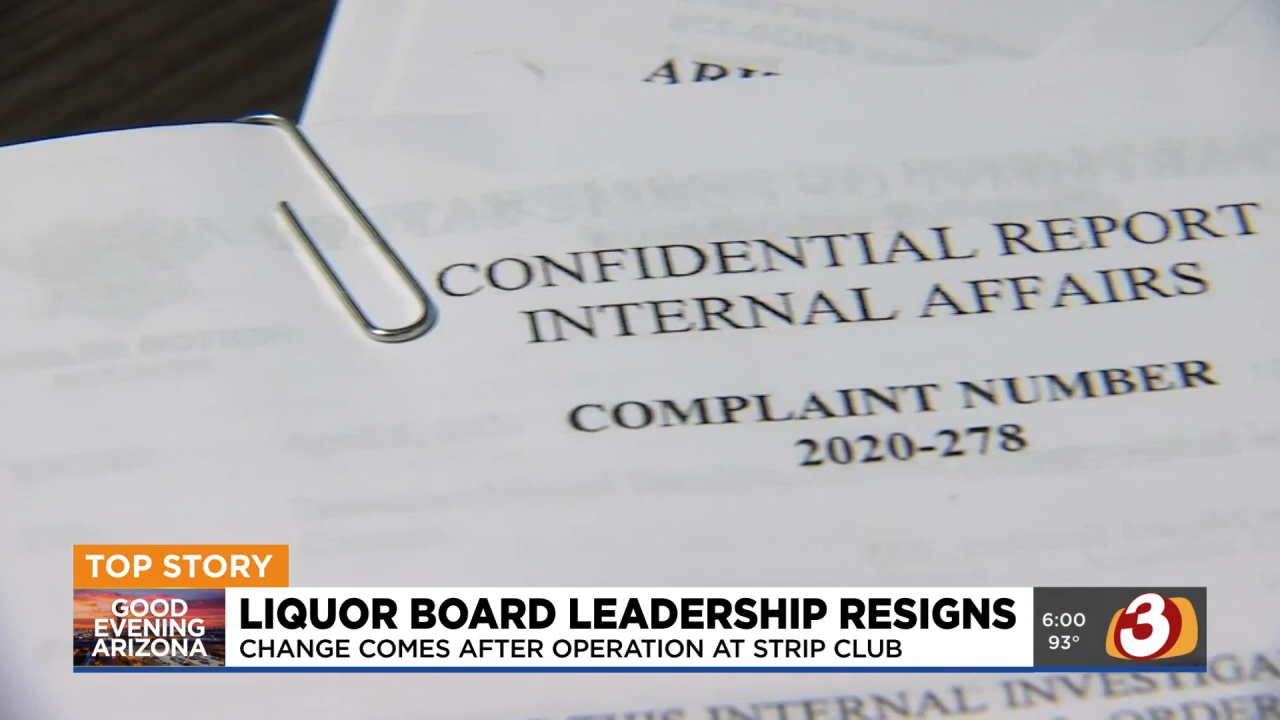 CONFIDENTIAL REPORT
INTERNAL AFFAIRS
COMPLAINT NUMBER
2020-278
INTERNAL
TOP STORY
GOOD
EVENING
ARIZONA
LIQUOR BOARD LEADERSHIP RESIGNS
CHANGE COMES AFTER OPERATION AT STRIP CLUB
6:00
93°
3